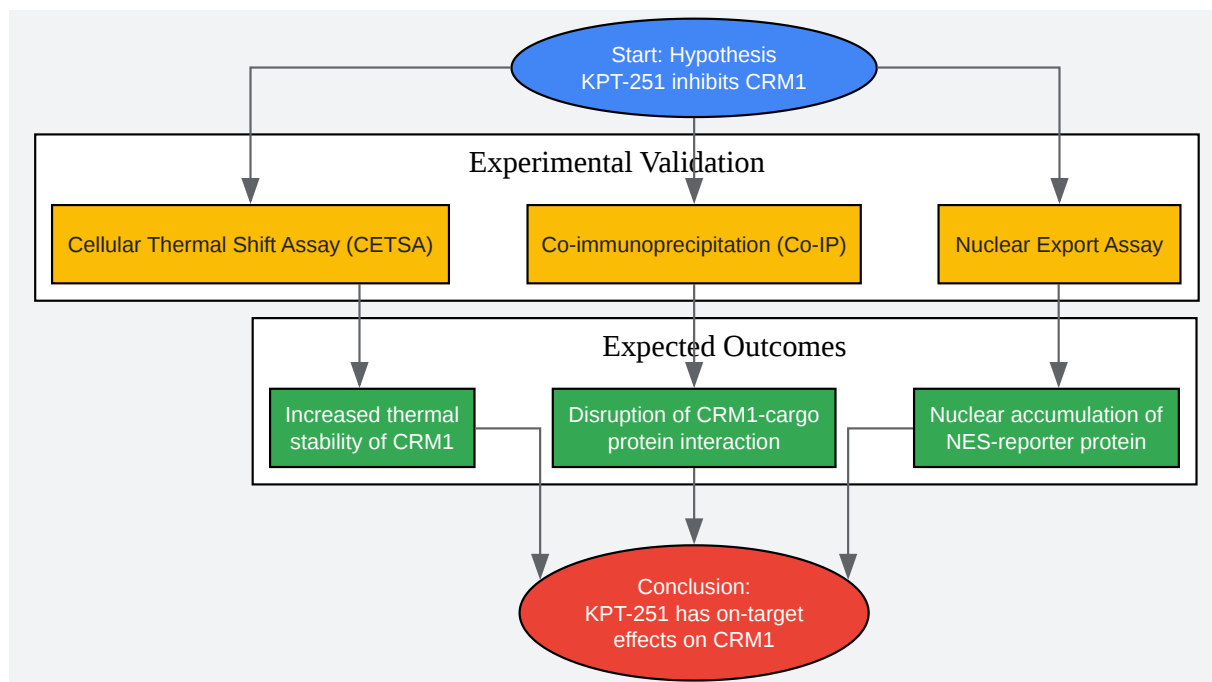 Start: Hypothesis
KPT-251 inhibits CRM1
Experimental Validation
Cellular Thermal Shift Assay (CETSA)
Co-immunoprecipitation (Co-IP)
Nuclear Export Assay
Expected Outcomes
Increased thermal
stability of CRM1
Disruption of CRM1-cargo
protein interaction
Nuclear accumulation of
NES-reporter protein
Conclusion:
KPT-251 has on-target
effects on CRM1